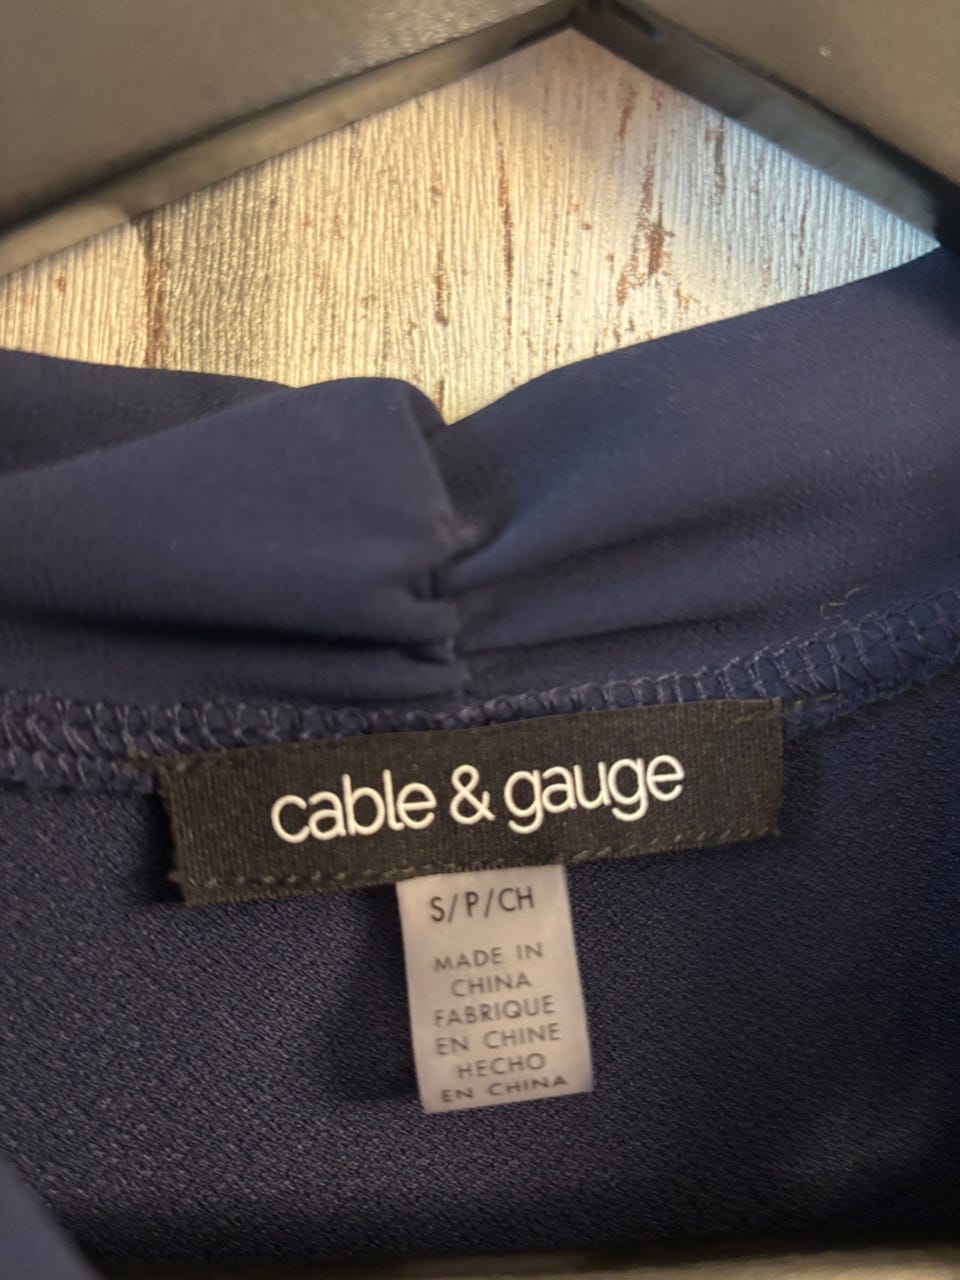 cable & gauge
S/P/CH
MADE IN
CHINA
FABRIQUE
EN CHINE
HECHO
EN CHINA